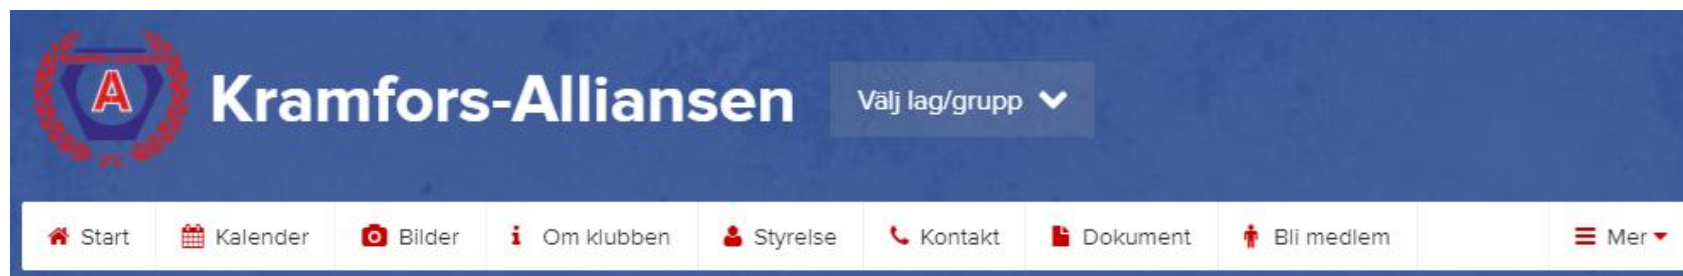 A
Kramfors-Alliansen
Välj lag/grupp
Start Kalender Bilder Om klubben Styrelse Kontakt Dokument Bli medlem Mer